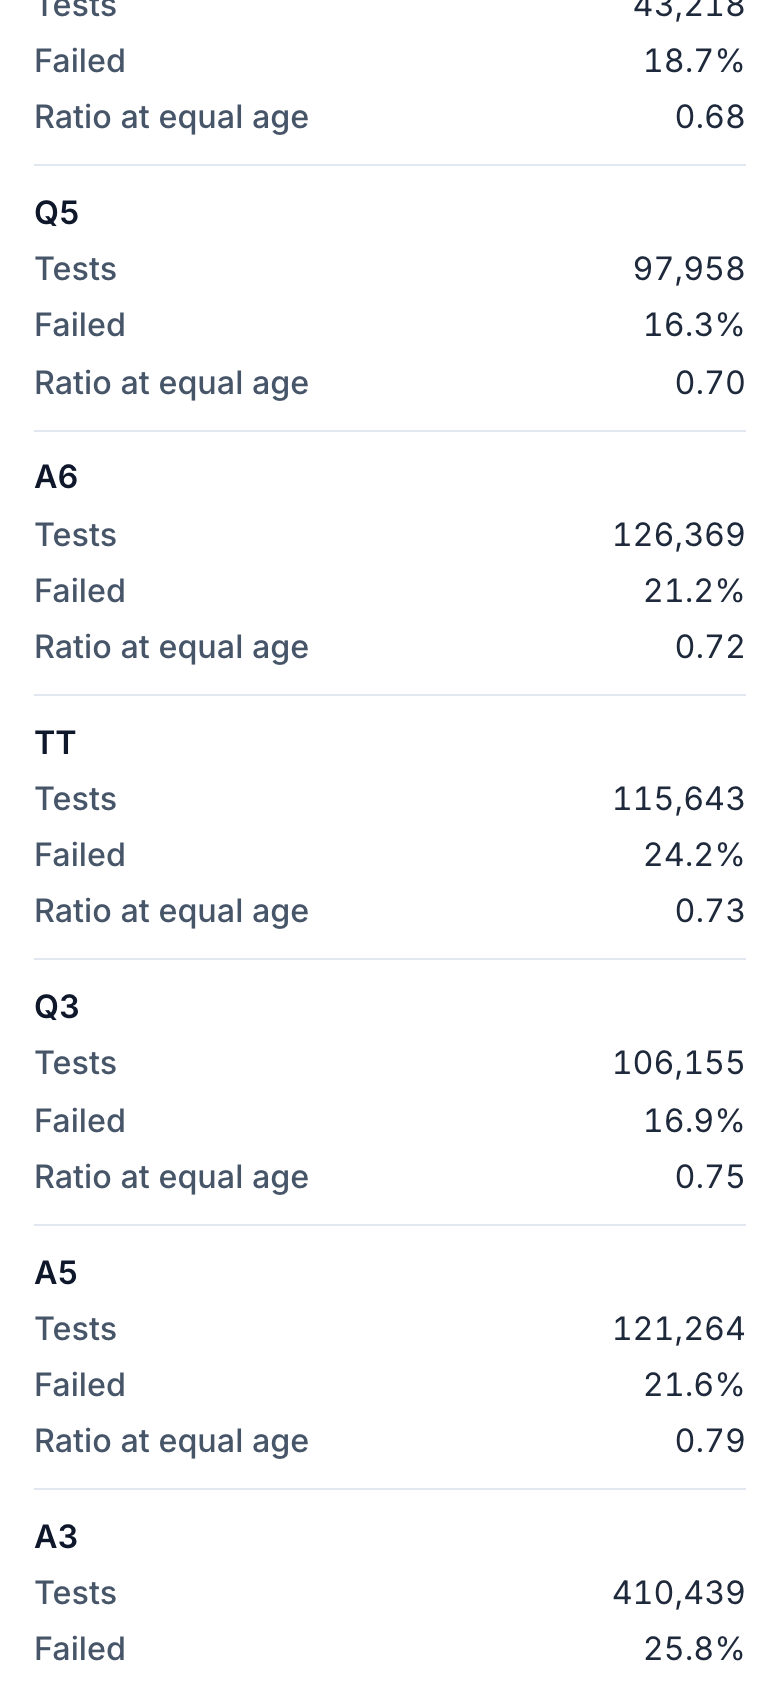 Tests 43,218
Failed 18.7%
Ratio at equal age 0.68
Q5
Tests 97,958
Failed 16.3%
Ratio at equal age 0.70
A6
Tests 126,369
Failed 21.2%
Ratio at equal age 0.72
TT
Tests 115,643
Failed 24.2%
Ratio at equal age 0.73
Q3
Tests 106,155
Failed 16.9%
Ratio at equal age 0.75
A5
Tests 121,264
Failed 21.6%
Ratio at equal age 0.79
A3
Tests 410,439
Failed 25.8%